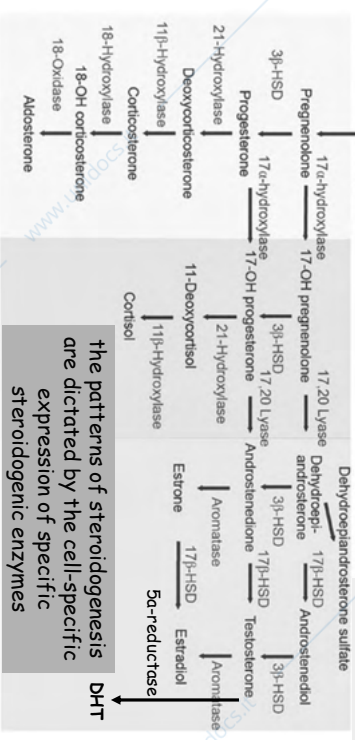 Dehydroepiandrosterone sulfate
Pregnenolone 17α-hydroxylase 17-OH pregnenolone 17,20 Lyase Dehydroepi-
androsterone 17β-HSD Androstenediol
3β-HSD 3β-HSD 3β-HSD 3β-HSD
Progesterone 17α-hydroxylase 17-OH progesterone 17,20 Lyase Androstenedione 17β-HSD Testosterone
21-Hydroxylase 21-Hydroxylase Aromatase Aromatase
5α-reductase
Deoxycorticosterone 11-Deoxycortisol Estrone 17β-HSD Estradiol DHT
11β-Hydroxylase 11β-Hydroxylase
Corticosterone Cortisol
18-Hydroxylase
18-OH corticosterone
18-Oxidase
Aldosterone
the patterns of steroidogenesis
are dictated by the cell-specific
expression of specific
steroidogenic enzymes